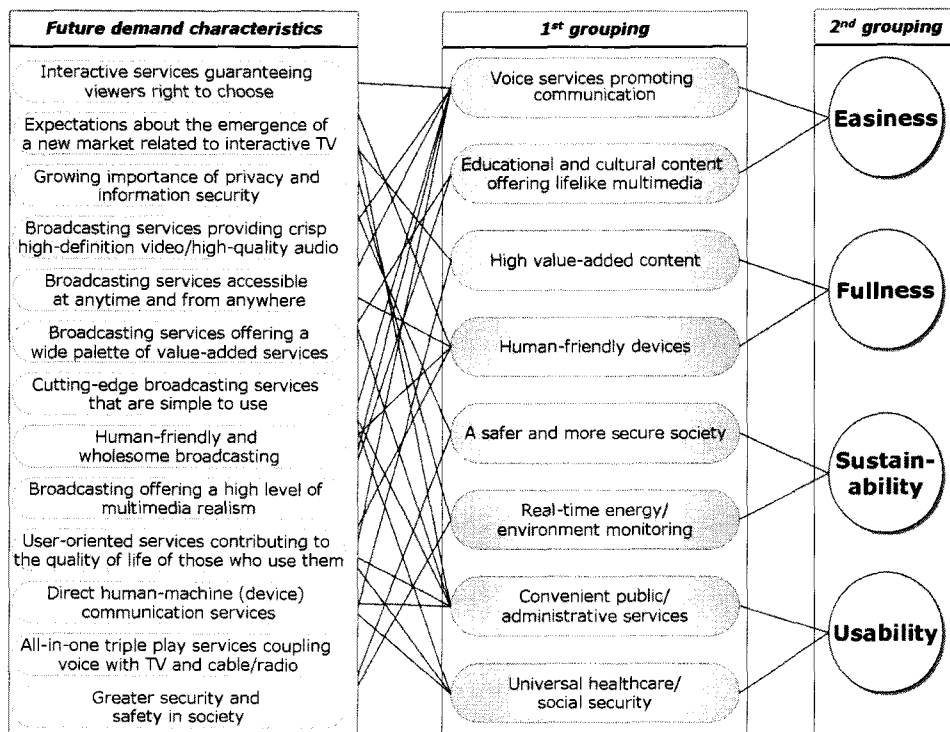 Future demand characteristics
Interactive services guaranteeing
viewers right to choose
Expectations about the emergence of
a new market related to interactive TV
Growing importance of privacy and
information security
Broadcasting services providing crisp
high-definition video/high-quality audio
Broadcasting services accessible
at anytime and from anywhere
Broadcasting services offering a
wide palette of value-added services
Cutting-edge broadcasting services
that are simple to use
Human-friendly and
wholesome broadcasting
Broadcasting offering a high level of
multimedia realism
User-oriented services contributing to
the quality of life of those who use them
Direct human-machine (device)
communication services
All-in-one triple play services coupling
voice with TV and cable/radio
Greater security and
safety in society
1st grouping
Voice services promoting
communication
Educational and cultural content
offering lifelike multimedia
High value-added content
Human-friendly devices
A safer and more secure society
Real-time energy/
environment monitoring
Convenient public/
administrative services
Universal healthcare/
social security
2nd grouping
Easiness
Fullness
Sustain-
ability
Usability